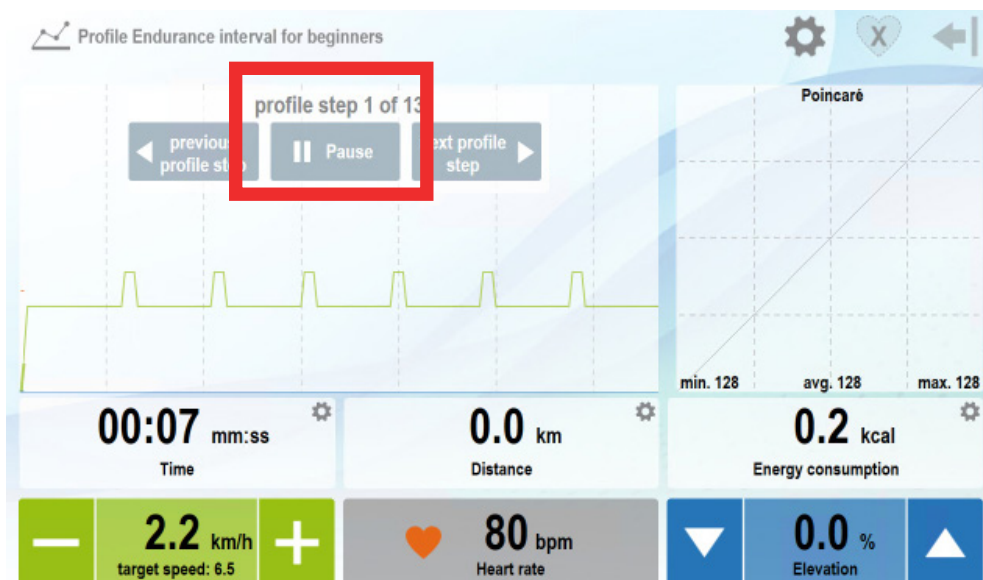 Profile Endurance interval for beginners
X
profile step 1 of 13
previous
profile step
Pause
next profile
step
Poincaré
min. 128
avg. 128
max. 128
00:07 mm:ss
Time
0.0 km
Distance
0.2 kcal
Energy consumption
2.2 km/h
target speed: 6.5
80 bpm
Heart rate
0.0 %
Elevation